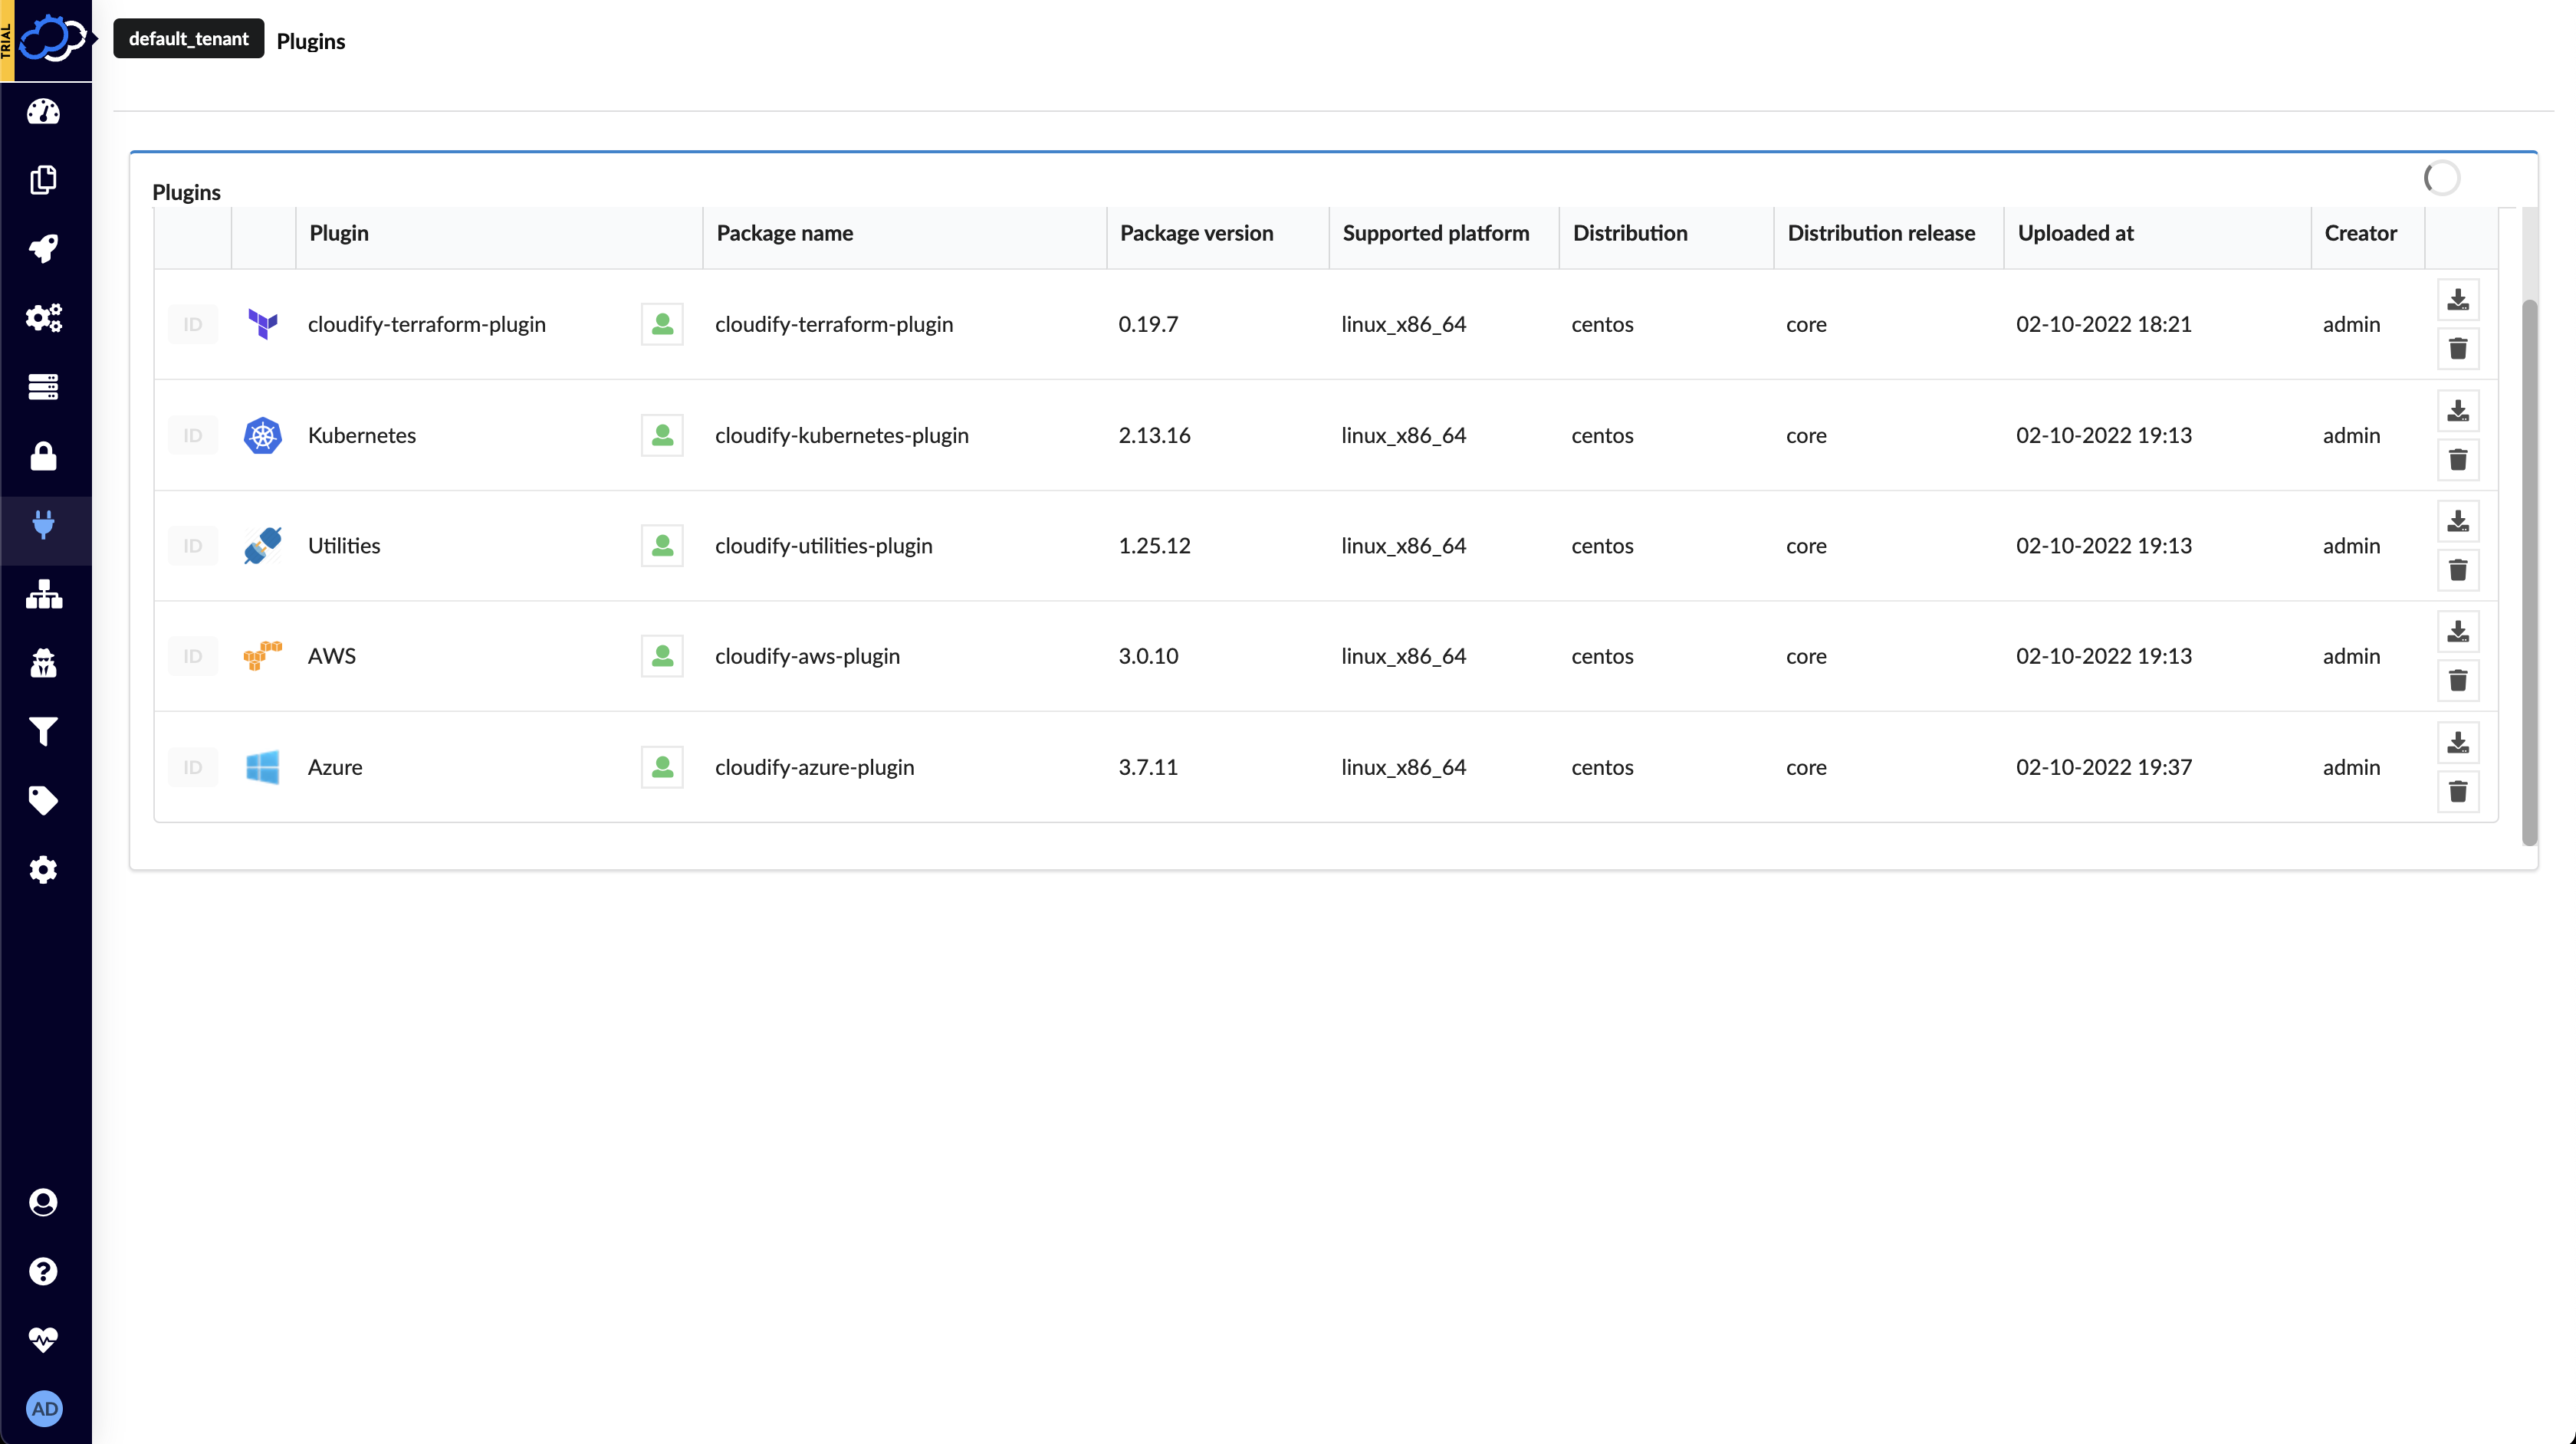 TRIAL
default_tenant Plugins
Plugins
Plugin Package name Package version Supported platform Distribution Distribution release Uploaded at Creator
ID cloudify-terraform-plugin cloudify-terraform-plugin 0.19.7 linux_x86_64 centos core 02-10-2022 18:21 admin
ID Kubernetes cloudify-kubernetes-plugin 2.13.16 linux_x86_64 centos core 02-10-2022 19:13 admin
ID Utilities cloudify-utilities-plugin 1.25.12 linux_x86_64 centos core 02-10-2022 19:13 admin
ID AWS cloudify-aws-plugin 3.0.10 linux_x86_64 centos core 02-10-2022 19:13 admin
ID Azure cloudify-azure-plugin 3.7.11 linux_x86_64 centos core 02-10-2022 19:37 admin
AD